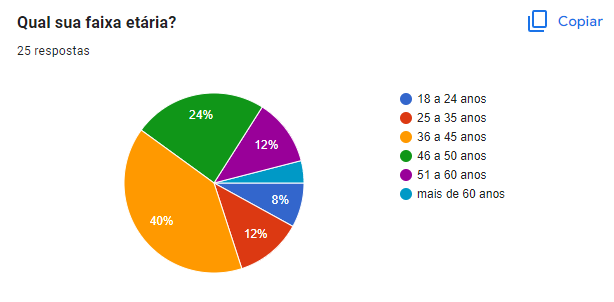 Qual sua faixa etária?
Copiar
25 respostas
24%
12%
8%
12%
40%
18 a 24 anos
25 a 35 anos
36 a 45 anos
46 a 50 anos
51 a 60 anos
mais de 60 anos